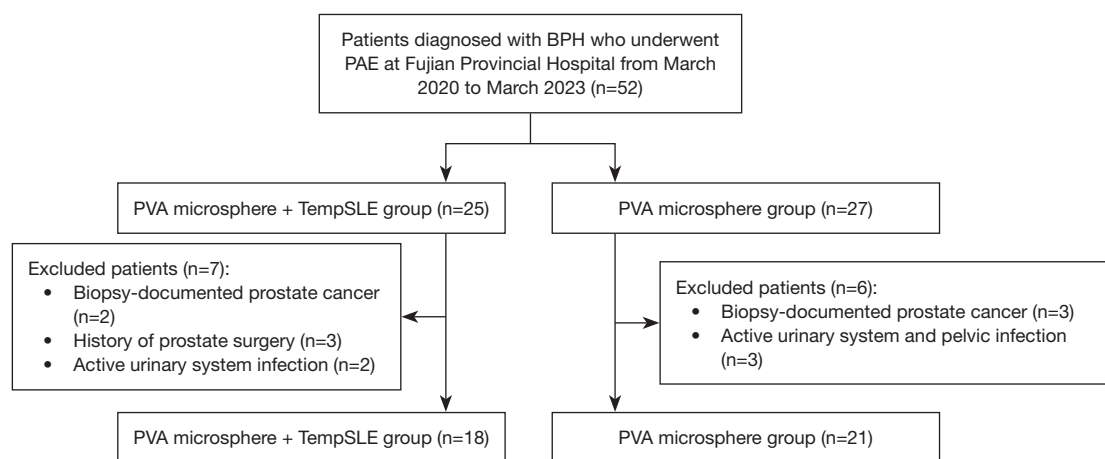 Patients diagnosed with BPH who underwent
PAE at Fujian Provincial Hospital from March
2020 to March 2023 (n=52)
PVA microsphere + TempSLE group (n=25)
PVA microsphere group (n=27)
Excluded patients (n=7):
• Biopsy-documented prostate cancer
(n=2)
• History of prostate surgery (n=3)
• Active urinary system infection (n=2)
Excluded patients (n=6):
• Biopsy-documented prostate cancer (n=3)
• Active urinary system and pelvic infection
(n=3)
PVA microsphere + TempSLE group (n=18)
PVA microsphere group (n=21)